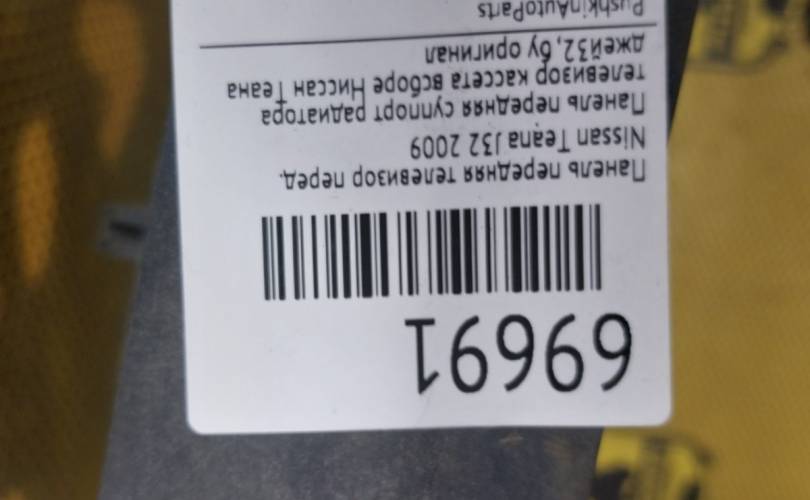 69691
Панель передняя телевизор перед.
Nissan Teana J32 2009
Панель передняя суппорт радиатора
телевизор кассета всборе Ниссан Теана
джей32, бу оригинал
PushkinAutoParts